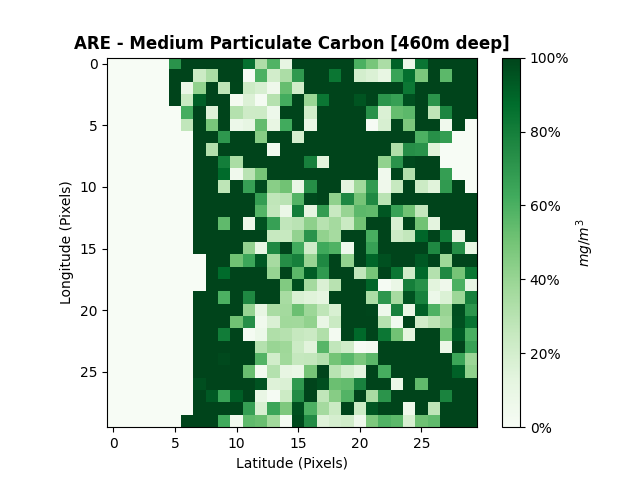 ARE - Medium Particulate Carbon [460m deep]
0
5
10
15
20
25
Longitude (Pixels)
0 5 10 15 20 25
Latitude (Pixels)
100%
80%
60%
40%
20%
0%
mg/m³